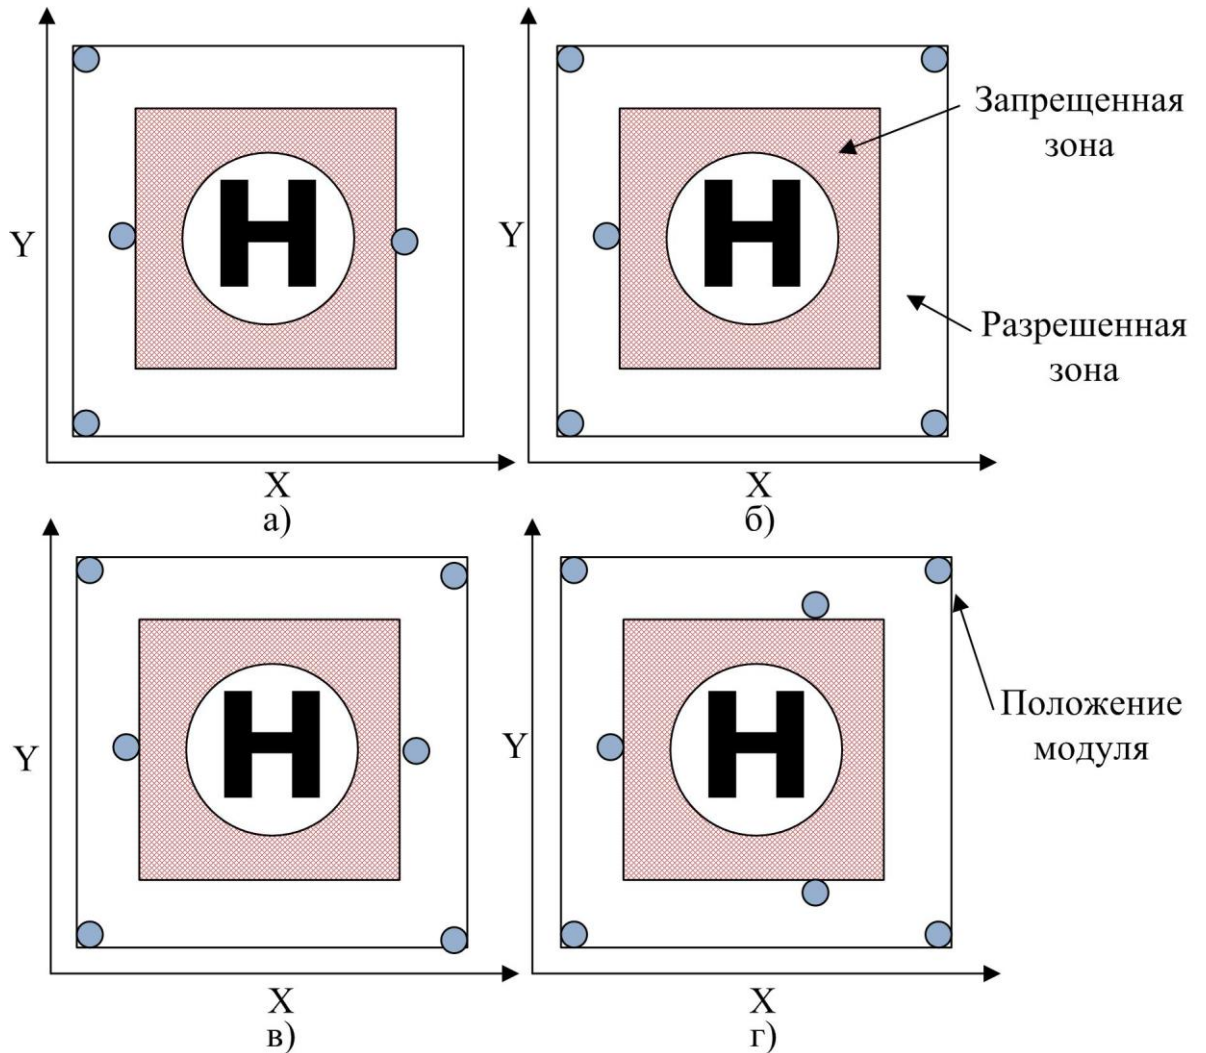 Запрещенная
зона
H
H
Y
Y
Разрешенная
зона
X
X
а)
б)
H
H
Положение
модуля
Y
Y
X
X
в)
г)